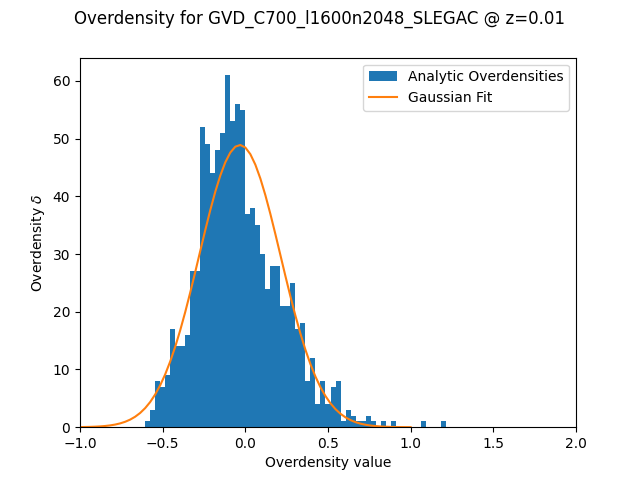 Overdensity for GVD_C700_l1600n2048_SLEGAC @ z=0.01
Analytic Overdensities
Gaussian Fit
Overdensity δ
60
50
40
30
20
10
0
−1.0 −0.5 0.0 0.5 1.0 1.5 2.0
Overdensity value